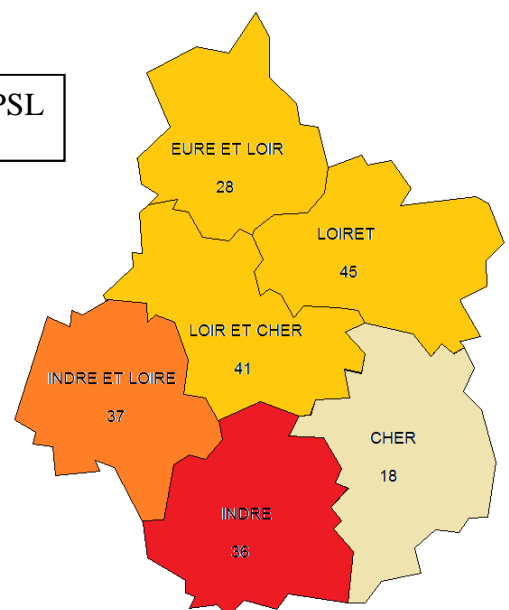 PSL
EURE ET LOIR
28
LOIRET
45
LOIR ET CHER
41
INDRE ET LOIRE
37
CHER
18
INDRE
36